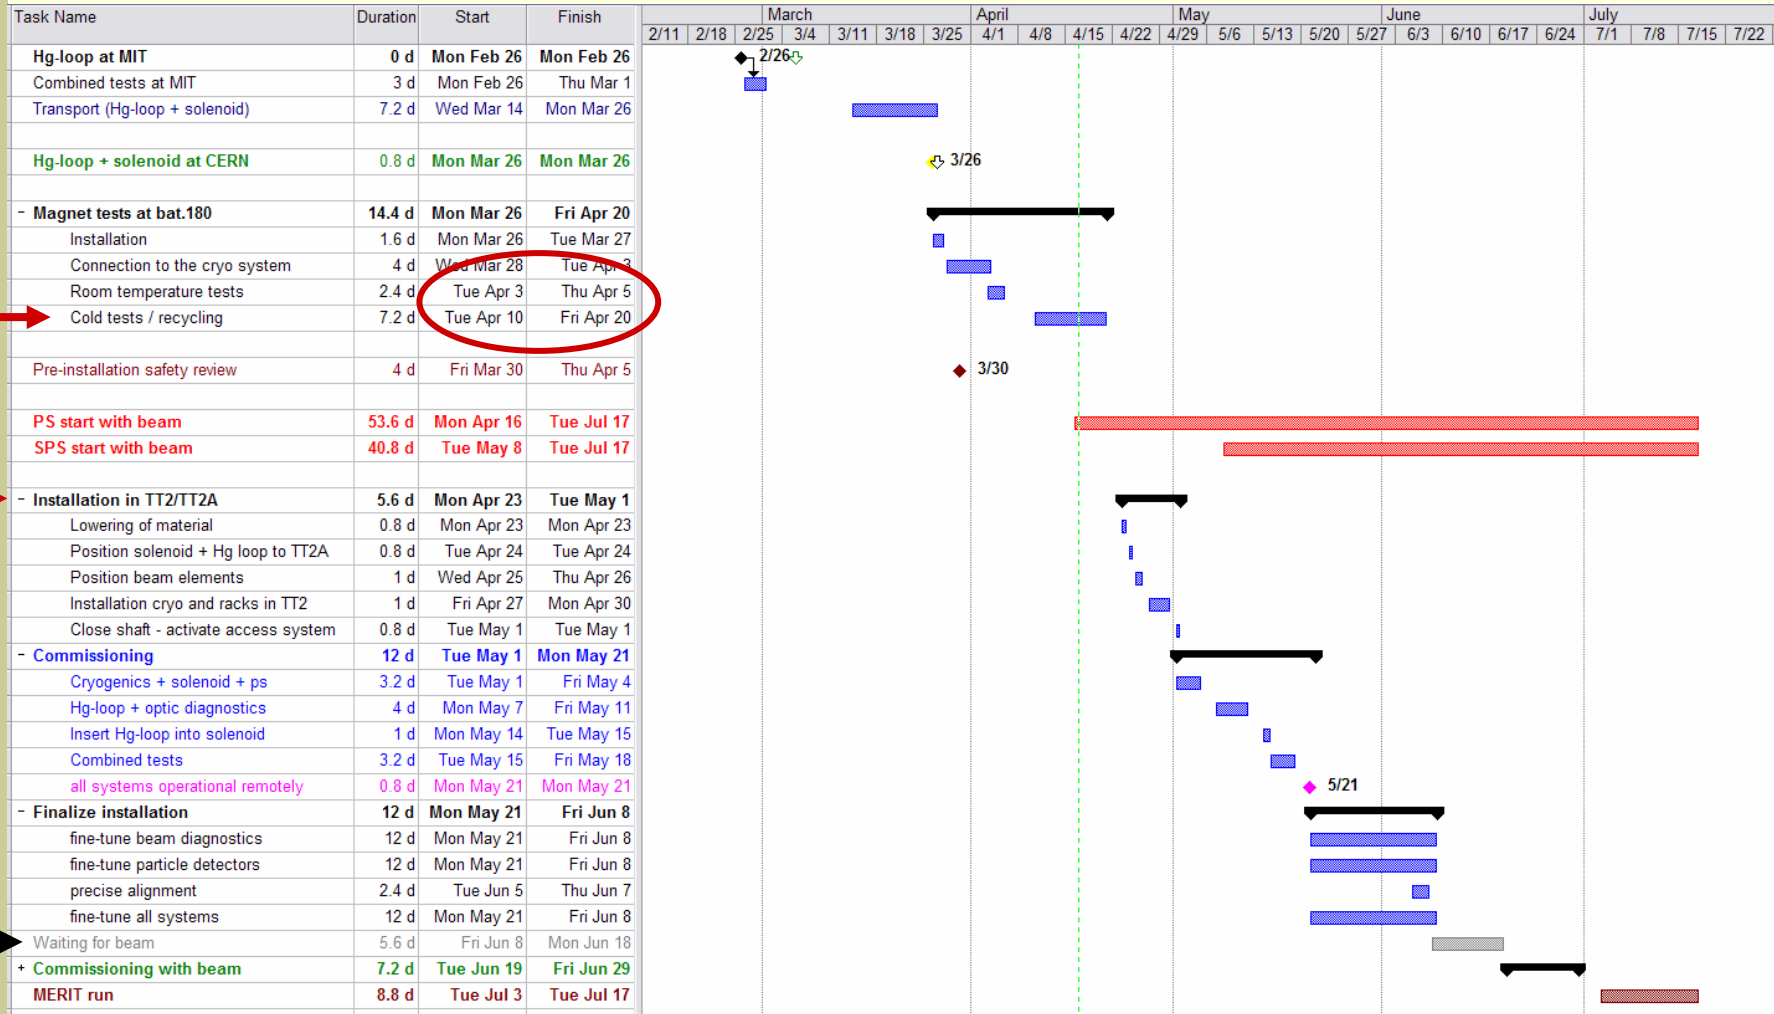 Task Name Duration Start Finish March April May June July
2/11 2/18 2/25 3/4 3/11 3/18 3/25 4/1 4/8 4/15 4/22 4/29 5/6 5/13 5/20 5/27 6/3 6/10 6/17 6/24 7/1 7/8 7/15 7/22
Hg-loop at MIT 0 d Mon Feb 26 Mon Feb 26 2/26
Combined tests at MIT 3 d Mon Feb 26 Thu Mar 1
Transport (Hg-loop + solenoid) 7.2 d Wed Mar 14 Mon Mar 26
Hg-loop + solenoid at CERN 0.8 d Mon Mar 26 Mon Mar 26 3/26
- Magnet tests at bat.180 14.4 d Mon Mar 26 Fri Apr 20
Installation 1.6 d Mon Mar 26 Tue Mar 27
Connection to the cryo system 4 d Wed Mar 28 Tue Apr 3
Room temperature tests 2.4 d Tue Apr 3 Thu Apr 5
Cold tests / recycling 7.2 d Tue Apr 10 Fri Apr 20
Pre-installation safety review 4 d Fri Mar 30 Thu Apr 5 3/30
PS start with beam 53.6 d Mon Apr 16 Tue Jul 17
SPS start with beam 40.8 d Tue May 8 Tue Jul 17
- Installation in TT2/TT2A 5.6 d Mon Apr 23 Tue May 1
Lowering of material 0.8 d Mon Apr 23 Mon Apr 23
Position solenoid + Hg loop to TT2A 0.8 d Tue Apr 24 Tue Apr 24
Position beam elements 1 d Wed Apr 25 Thu Apr 26
Installation cryo and racks in TT2 1 d Fri Apr 27 Mon Apr 30
Close shaft - activate access system 0.8 d Tue May 1 Tue May 1
- Commissioning 12 d Tue May 1 Mon May 21
Cryogenics + solenoid + ps 3.2 d Tue May 1 Fri May 4
Hg-loop + optic diagnostics 4 d Mon May 7 Fri May 11
Insert Hg-loop into solenoid 1 d Mon May 14 Tue May 15
Combined tests 3.2 d Tue May 15 Fri May 18
all systems operational remotely 0.8 d Mon May 21 Mon May 21 5/21
- Finalize installation 12 d Mon May 21 Fri Jun 8
fine-tune beam diagnostics 12 d Mon May 21 Fri Jun 8
fine-tune particle detectors 12 d Mon May 21 Fri Jun 8
precise alignment 2.4 d Tue Jun 5 Thu Jun 7
fine-tune all systems 12 d Mon May 21 Fri Jun 8
Waiting for beam 5.6 d Fri Jun 8 Mon Jun 18
+ Commissioning with beam 7.2 d Tue Jun 19 Fri Jun 29
MERIT run 8.8 d Tue Jul 3 Tue Jul 17